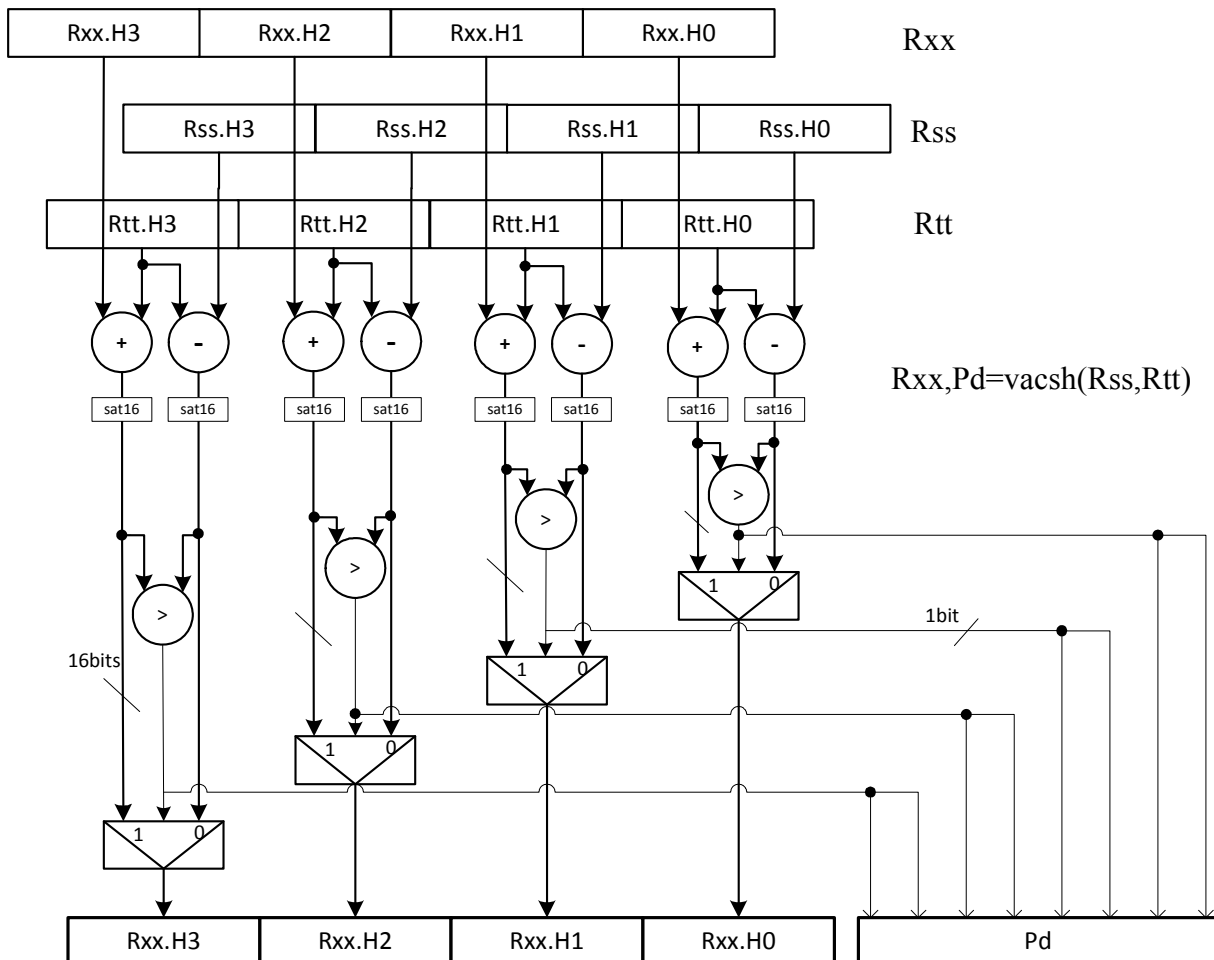 Rxx.H3 Rxx.H2 Rxx.H1 Rxx.H0 Rxx
Rss.H3 Rss.H2 Rss.H1 Rss.H0 Rss
Rtt.H3 Rtt.H2 Rtt.H1 Rtt.H0 Rtt
+ - + - + - + -
Rxx,Pd=vacsh(Rss,Rtt)
sat16 sat16 sat16 sat16 sat16 sat16 sat16 sat16
>
>
>
1 0
>
1bit
16bits
1 0
1 0
1 0
Rxx.H3 Rxx.H2 Rxx.H1 Rxx.H0 Pd